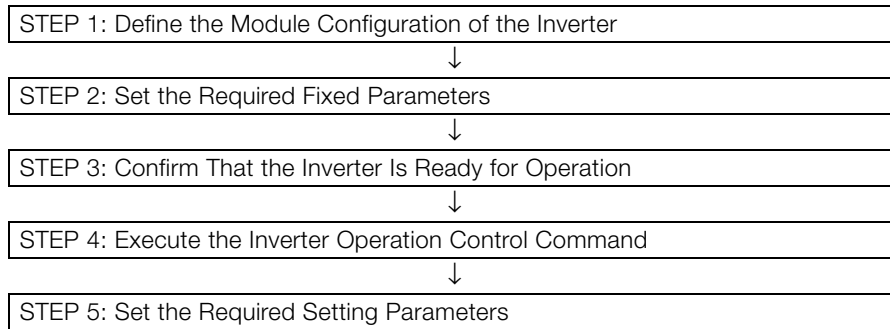 STEP 1: Define the Module Configuration of the Inverter
↓
STEP 2: Set the Required Fixed Parameters
↓
STEP 3: Confirm That the Inverter Is Ready for Operation
↓
STEP 4: Execute the Inverter Operation Control Command
↓
STEP 5: Set the Required Setting Parameters